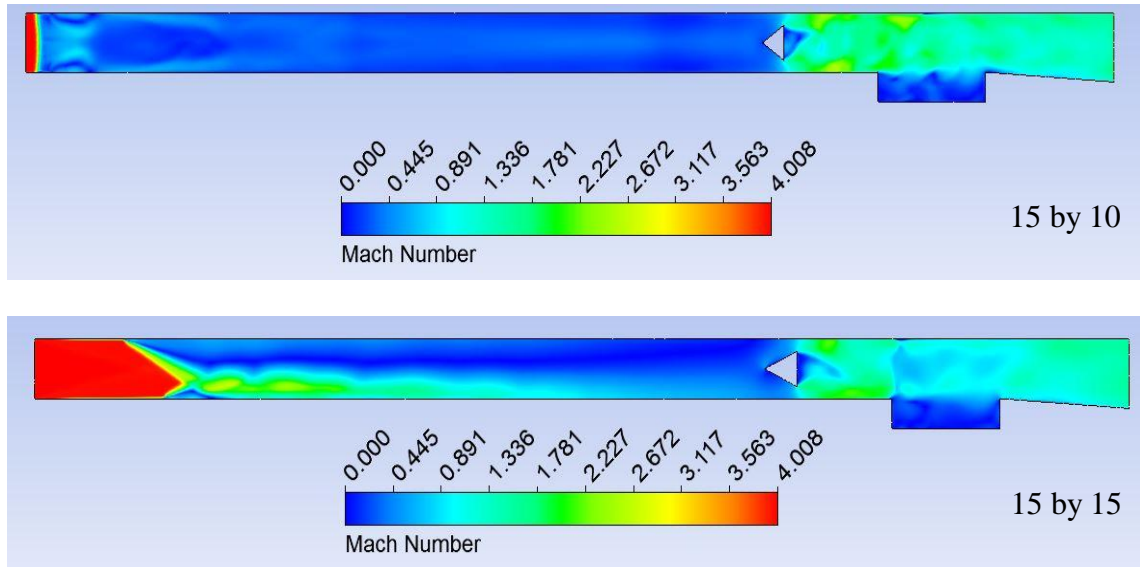 0.000 0.445 0.891 1.336 1.781 2.227 2.672 3.117 3.563 4.008
Mach Number
15 by 10
0.000 0.445 0.891 1.336 1.781 2.227 2.672 3.117 3.563 4.008
Mach Number
15 by 15